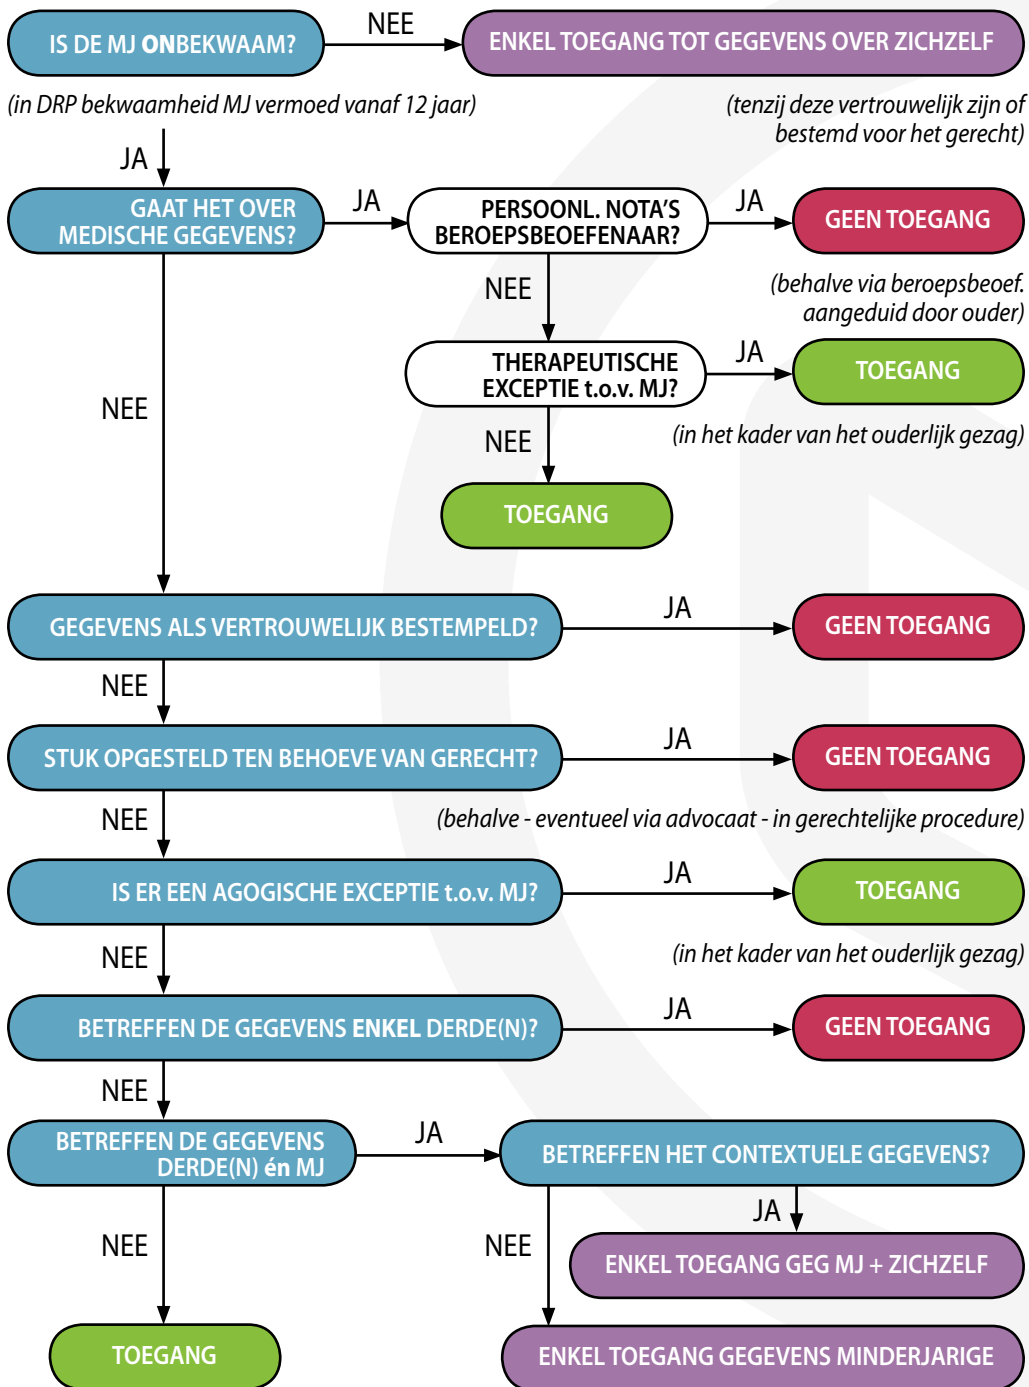 IS DE MJ ONBEKWAAM?
NEE
ENKEL TOEGANG TOT GEGEVENS OVER ZICHZELF
(in DRP bekwaamheid MJ vermoed vanaf 12 jaar)
(tenzij deze vertrouwelijk zijn of
bestemd voor het gerecht)
JA
GAAT HET OVER
MEDISCHE GEGEVENS?
JA
PERSOONL. NOTA'S
BEROEPSBEOEFENAAR?
JA
GEEN TOEGANG
(behalve via beroepsbeoef.
aangeduid door ouder)
NEE
THERAPEUTISCHE
EXCEPTIE t.o.v. MJ?
JA
TOEGANG
(in het kader van het ouderlijk gezag)
NEE
NEE
TOEGANG
GEGEVENS ALS VERTROUWELIJK BESTEMPELD?
JA
GEEN TOEGANG
NEE
STUK OPGESTELD TEN BEHOEVE VAN GERECHT?
JA
GEEN TOEGANG
NEE
(behalve - eventueel via advocaat - in gerechtelijke procedure)
IS ER EEN AGOGISCHE EXCEPTIE t.o.v. MJ?
JA
TOEGANG
NEE
(in het kader van het ouderlijk gezag)
BETREFFEN DE GEGEVENS ENKEL DERDE(N)?
JA
GEEN TOEGANG
NEE
BETREFFEN DE GEGEVENS
DERDE(N) én MJ
JA
BETREFFEN HET CONTEXTUELE GEGEVENS?
JA
NEE
NEE
ENKEL TOEGANG GEG MJ + ZICHZELF
TOEGANG
ENKEL TOEGANG GEGEVENS MINDERJARIGE